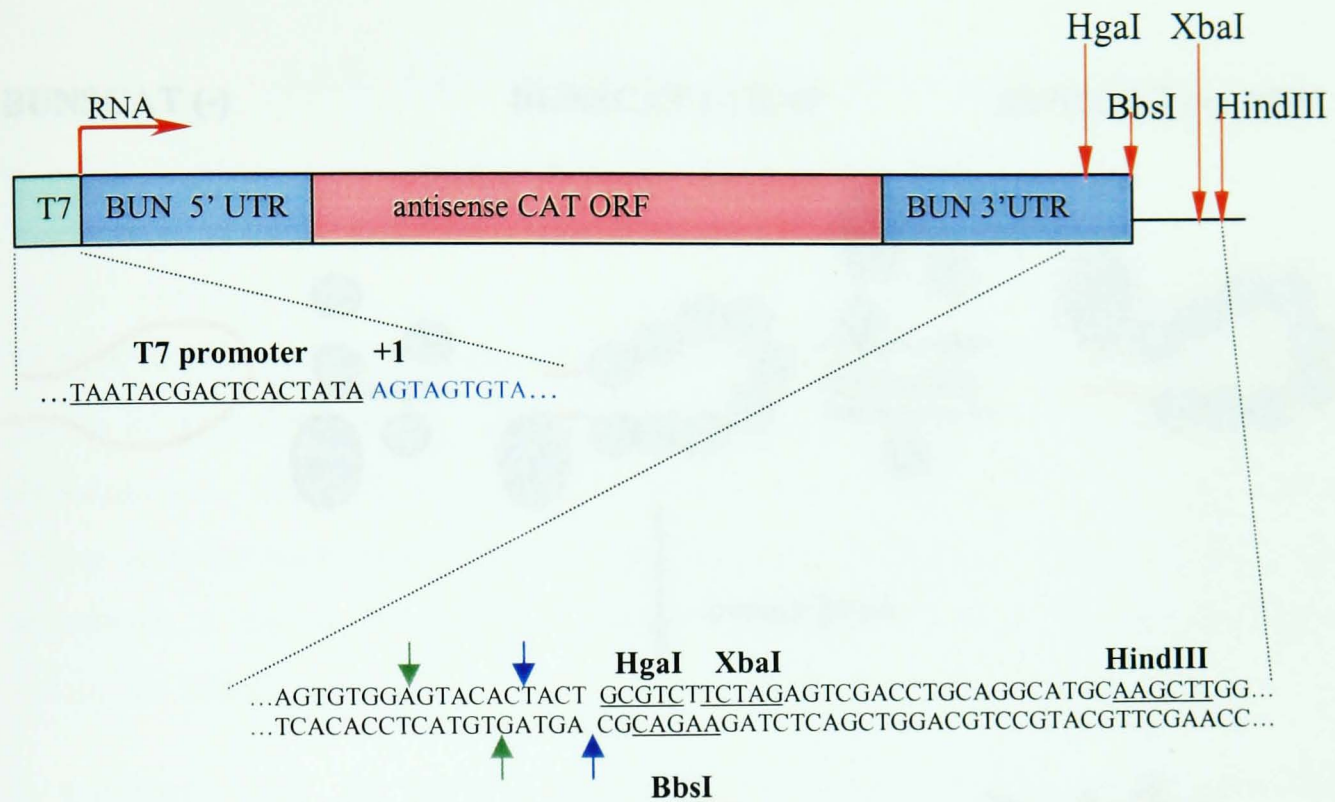 HgaI XbaI
RNA
BbsI HindIII
T7 BUN 5' UTR antisense CAT ORF BUN 3'UTR
T7 promoter +1
...TAATACGACTCACTATA AGTAGTGTA...
HgaI XbaI HindIII
...AGTGTGGAGTACACTACT GCGTCTTCTAGAGTCGACCTGCAGGCATGCAAGCTTGG...
...TCACACCTCATGTGATGA CGCAGAAGATCTCAGCTGGACGTCCGTACGTTCGAACC...
BbsI